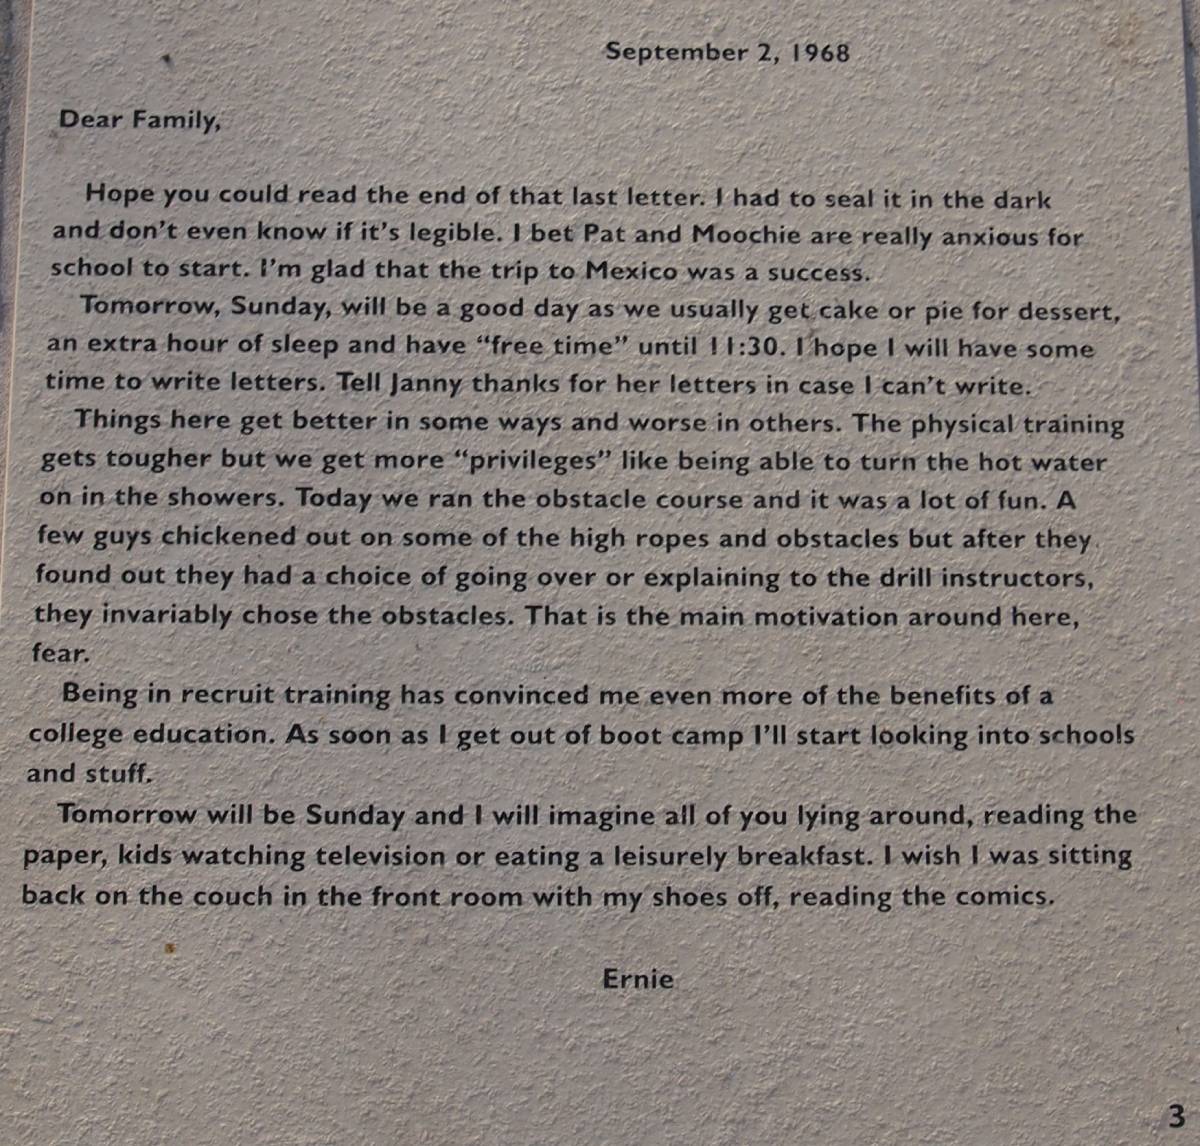 September 2, 1968
Dear Family,
Hope you could read the end of that last letter. I had to seal it in the dark
and don't even know if it's legible. I bet Pat and Moochie are really anxious for
school to start. I'm glad that the trip to Mexico was a success.
Tomorrow, Sunday, will be a good day as we usually get cake or pie for dessert,
an extra hour of sleep and have “free time” until 11:30. I hope I will have some
time to write letters. Tell Janny thanks for her letters in case I can't write.
Things here get better in some ways and worse in others. The physical training
gets tougher but we get more “privileges” like being able to turn the hot water
on in the showers. Today we ran the obstacle course and it was a lot of fun. A
few guys chickened out on some of the high ropes and obstacles but after they
found out they had a choice of going over or explaining to the drill instructors,
they invariably chose the obstacles. That is the main motivation around here,
fear.
Being in recruit training has convinced me even more of the benefits of a
college education. As soon as I get out of boot camp I'll start looking into schools
and stuff.
Tomorrow will be Sunday and I will imagine all of you lying around, reading the
paper, kids watching television or eating a leisurely breakfast. I wish I was sitting
back on the couch in the front room with my shoes off, reading the comics.
Ernie
3